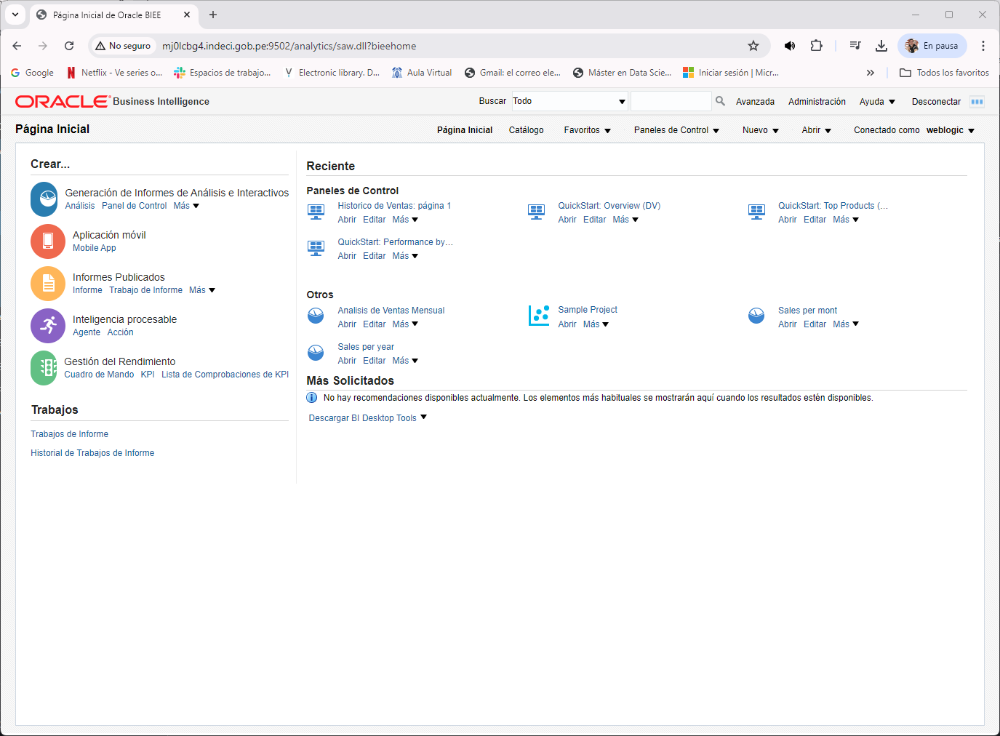 Página Inicial de Oracle BIEE
No seguro
mj0lcbg4.indeci.gob.pe:9502/analytics/saw.dll?bieehome
En pausa
Google
Netflix - Ve series o...
Espacios de trabajo...
Electronic library. D...
Aula Virtual
Gmail: el correo ele...
Máster en Data Scie...
Iniciar sesión | Micr...
Todos los favoritos
ORACLE Business Intelligence
Buscar Todo
Avanzada Administración Ayuda Desconectar
Página Inicial
Página Inicial Catálogo Favoritos Paneles de Control Nuevo Abrir Conectado como weblogic
Crear...
Generación de Informes de Análisis e Interactivos
Análisis Panel de Control Más
Aplicación móvil
Mobile App
Informes Publicados
Informe Trabajo de Informe Más
Inteligencia procesable
Agente Acción
Gestión del Rendimiento
Cuadro de Mando KPI Lista de Comprobaciones de KPI
Trabajos
Trabajos de Informe
Historial de Trabajos de Informe
Reciente
Paneles de Control
Historico de Ventas: página 1
Abrir Editar Más
QuickStart: Overview (DV)
Abrir Editar Más
QuickStart: Top Products (...
Abrir Editar Más
QuickStart: Performance by...
Abrir Editar Más
Otros
Analisis de Ventas Mensual
Abrir Editar Más
Sample Project
Abrir Más
Sales per mont
Abrir Editar Más
Sales per year
Abrir Editar Más
Más Solicitados
No hay recomendaciones disponibles actualmente. Los elementos más habituales se mostrarán aquí cuando los resultados estén disponibles.
Descargar BI Desktop Tools